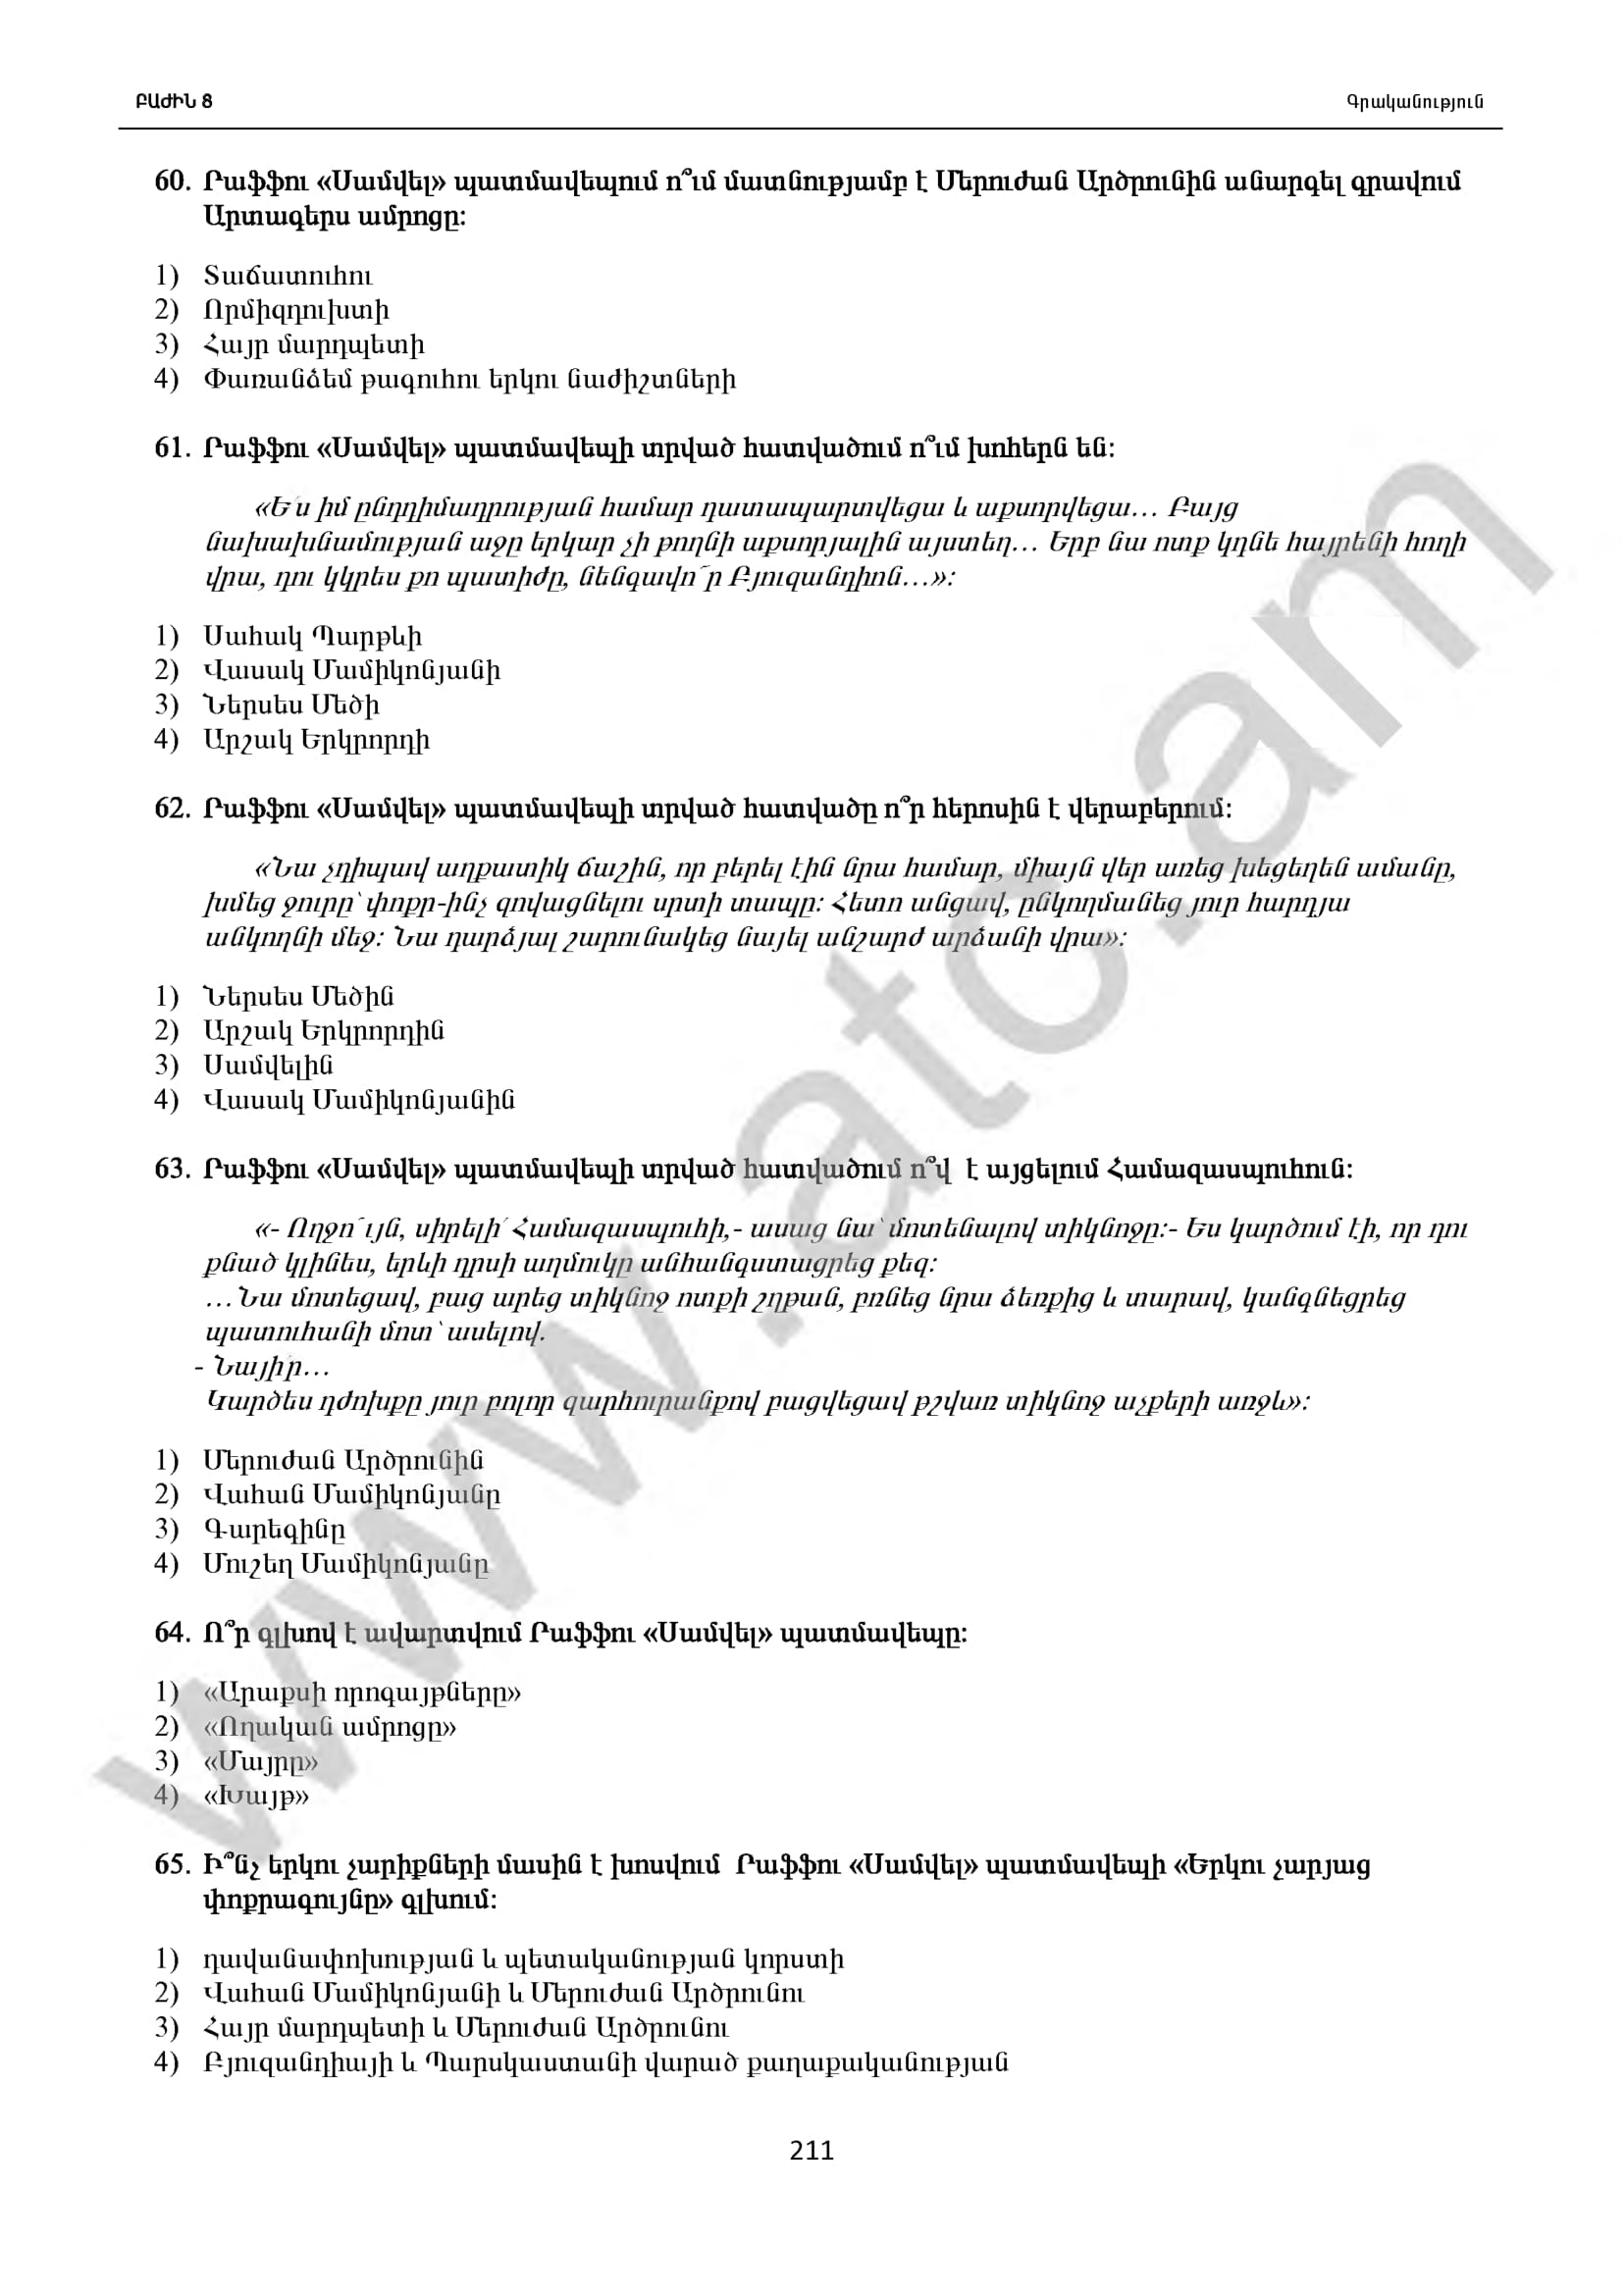 ԲԱԺԻՆ 8
Գրականություն
60. Րաֆֆու «Սամվել» պատմավեպում ո՞ւմ մատնությամբ է Մերուժան Արծրունին անարգել գրավում
Արտագերս ամրոցը:
1) Տաճատուհու
2) Որմիզդուխտի
3) Հայր մարդպետի
4) Փառանձեմ թագուհու երկու նաժիշտների
61. Րաֆֆու «Սամվել» պատմավեպի տրված հատվածում ո՞ւմ խոհերն են:
«Ե՛ս իմ ընդդիմադրության համար դատապարտվեցա և աքսորվեցա… Բայց
նախախնամության աջը երկար չի թողնի աքսորյալին այստեղ… Երբ նա ոտք կդնե հայրենի հողի
վրա, դու կկրես քո պատիժը, նենգավո՜ր Բյուզանդիոն…»:
1) Սահակ Պարթևի
2) Վասակ Մամիկոնյանի
3) Ներսես Մեծի
4) Արշակ Երկրորդի
62. Րաֆֆու «Սամվել» պատմավեպի տրված հատվածը ո՞ր հերոսին է վերաբերում:
«Նա չդիպավ աղքատիկ ճաշին, որ բերել էին նրա համար, միայն վեր առեց խեցեղեն ամանը,
խմեց ջուրը՝ փոքր-ինչ զովացնելու սրտի տապը: Հետո անցավ, ընկողմանեց յուր հարդյա
անկողնի մեջ: Նա դարձյալ շարունակեց նայել անշարժ արձանի վրա»:
1) Ներսես Մեծին
2) Արշակ Երկրորդին
3) Սամվելին
4) Վասակ Մամիկոնյանին
63. Րաֆֆու «Սամվել» պատմավեպի տրված հատվածում ո՞վ է այցելում Համազասպուհուն:
«- Ողջո՜ւյն, սիրելի՛ Համազասպուհի,- ասաց նա՝ մոտենալով տիկնոջը:- Ես կարծում էի, որ դու
քնած կլինես, երևի դրսի աղմուկը անհանգստացրեց քեզ:
…Նա մոտեցավ, բաց արեց տիկնոջ ոտքի շղթան, բռնեց նրա ձեռքից և տարավ, կանգնեցրեց
պատուհանի մոտ՝ ասելով.
- Նայի՛ր…
Կարծես դժոխքը յուր բոլոր զարհուրանքով բացվեցավ թշվառ տիկնոջ աչքերի առջև»:
1) Մերուժան Արծրունին
2) Վահան Մամիկոնյանը
3) Գարեգինը
4) Մուշեղ Մամիկոնյանը
64. Ո՞ր գլխով է ավարտվում Րաֆֆու «Սամվել» պատմավեպը:
1) «Արաքսի որոգայթները»
2) «Ողական ամրոցը»
3) «Մայրը»
4) «Խայթ»
65. Ի՞նչ երկու չարիքների մասին է խոսվում Րաֆֆու «Սամվել» պատմավեպի «Երկու չարյաց
փոքրագույնը» գլխում:
1) դավանափոխության և պետականության կորստի
2) Վահան Մամիկոնյանի և Մերուժան Արծրունու
3) Հայր մարդպետի և Մերուժան Արծրունու
4) Բյուզանդիայի և Պարսկաստանի վարած քաղաքականության
211
www.atc.am